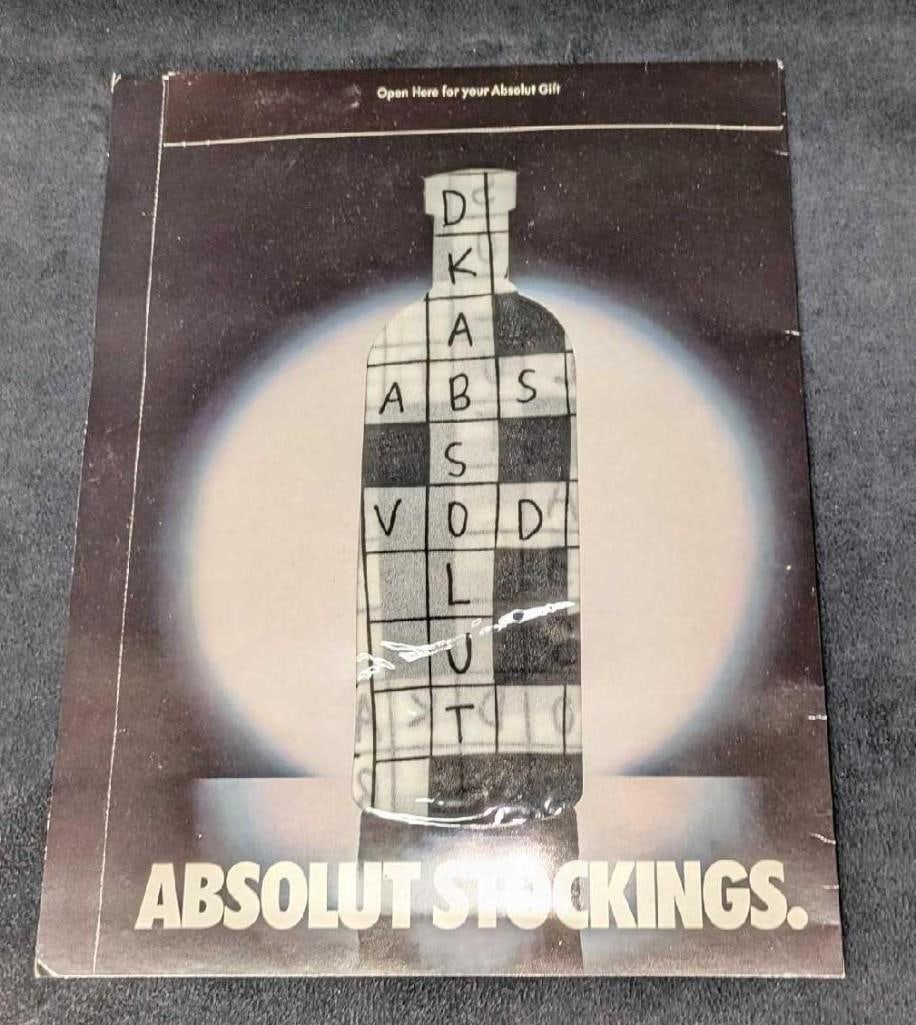 Open Here for your Absolut Gift
D
K
A
A B S
S
V O D
L
U
T
ABSOLUT STOCKINGS.